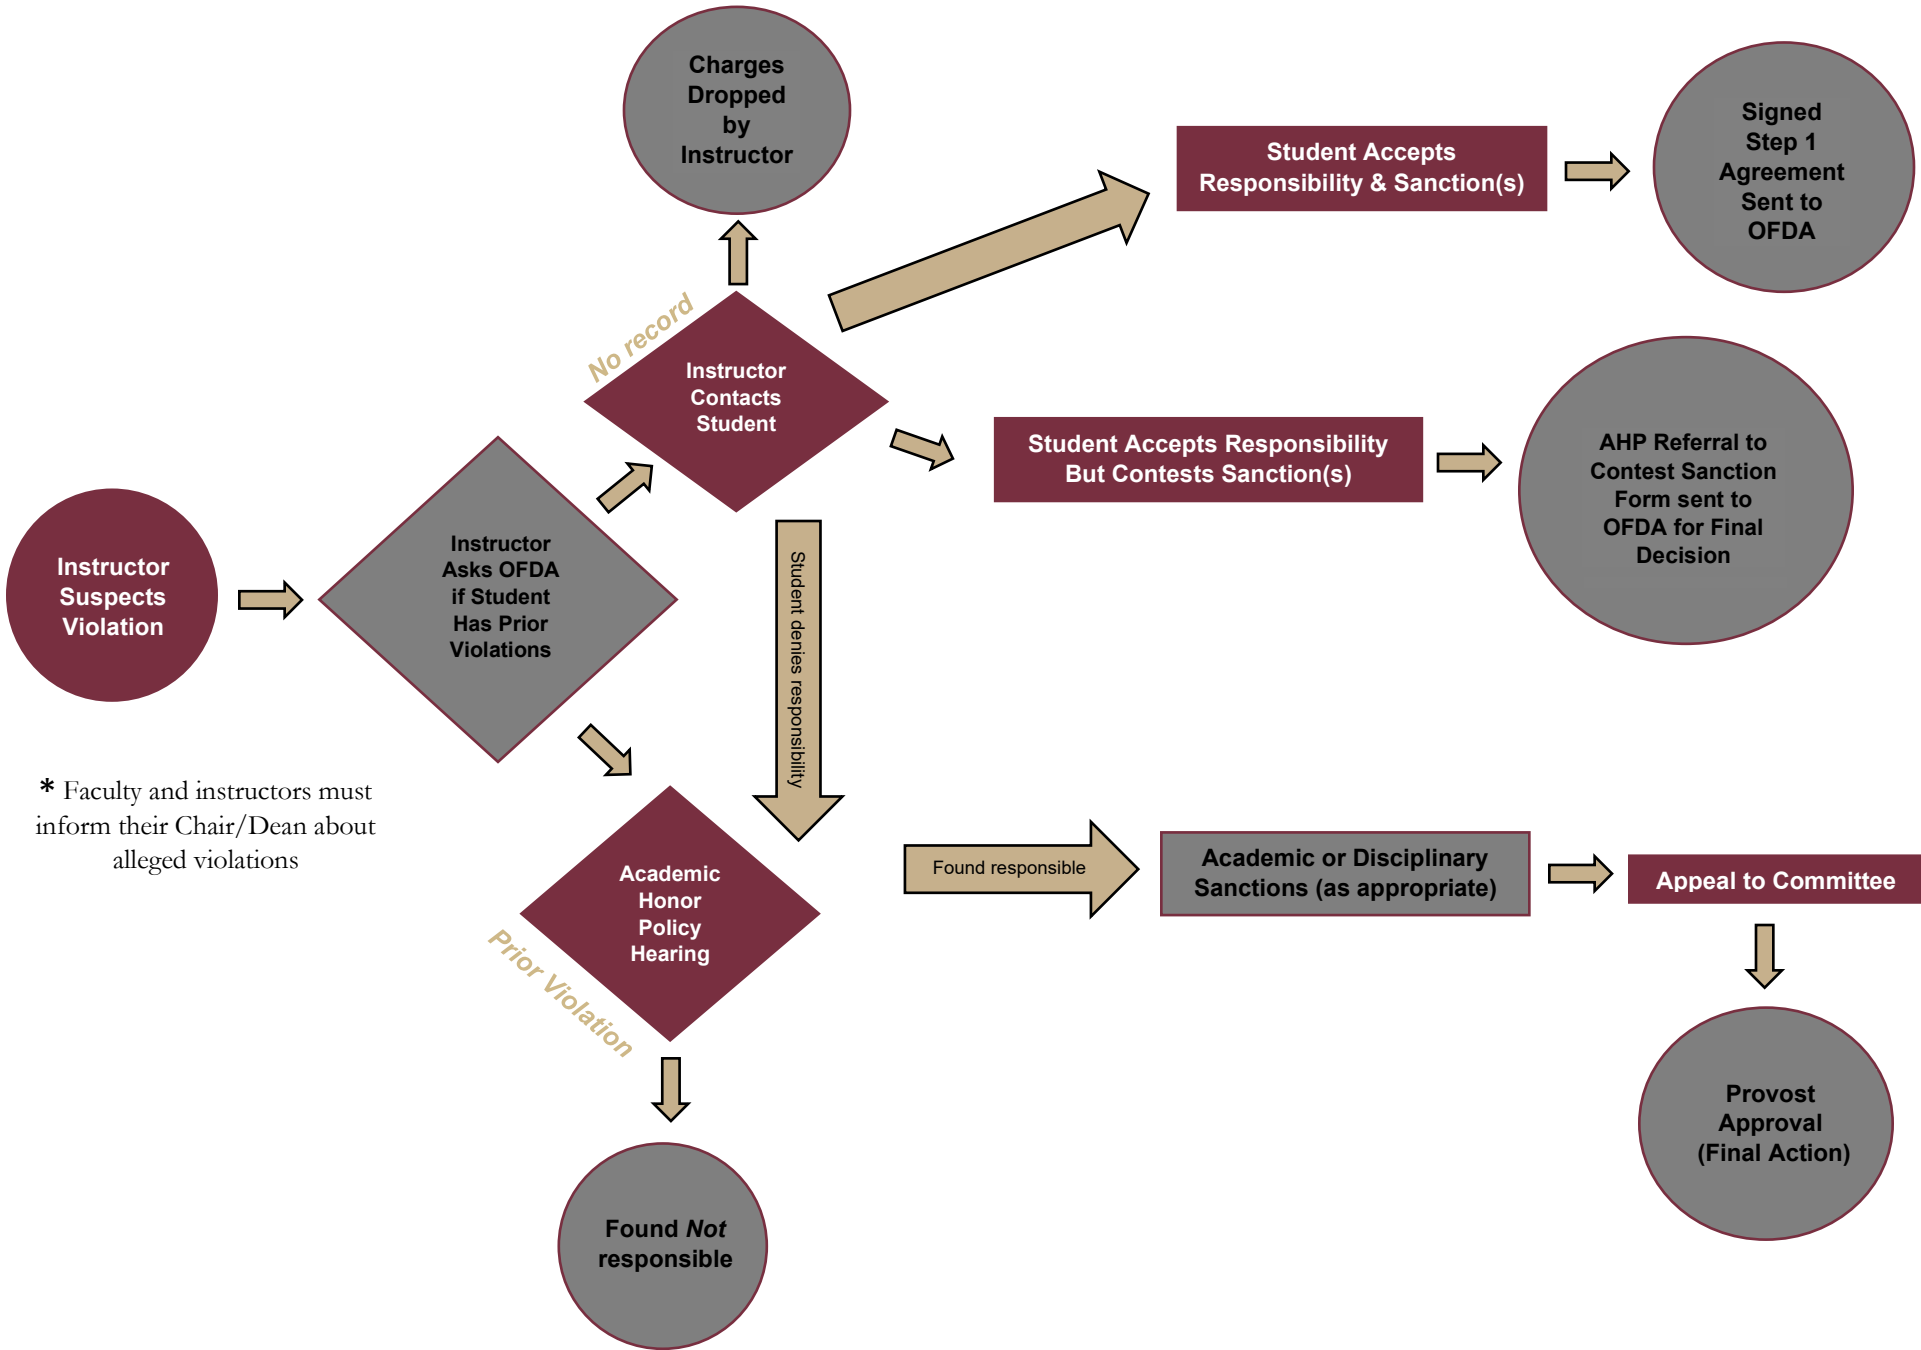 Charges
Dropped
by
Instructor
Student Accepts
Responsibility & Sanction(s)
Signed
Step 1
Agreement
Sent to
OFDA
No record
Instructor
Contacts
Student
Student Accepts Responsibility
But Contests Sanction(s)
AHP Referral to
Contest Sanction
Form sent to
OFDA for Final
Decision
Instructor
Suspects
Violation
Instructor
Asks OFDA
if Student
Has Prior
Violations
Student denies responsibility
* Faculty and instructors must
inform their Chair/Dean about
alleged violations
Academic
Honor
Policy
Hearing
Prior Violation
Found responsible
Academic or Disciplinary
Sanctions (as appropriate)
Appeal to Committee
Provost
Approval
(Final Action)
Found Not
responsible